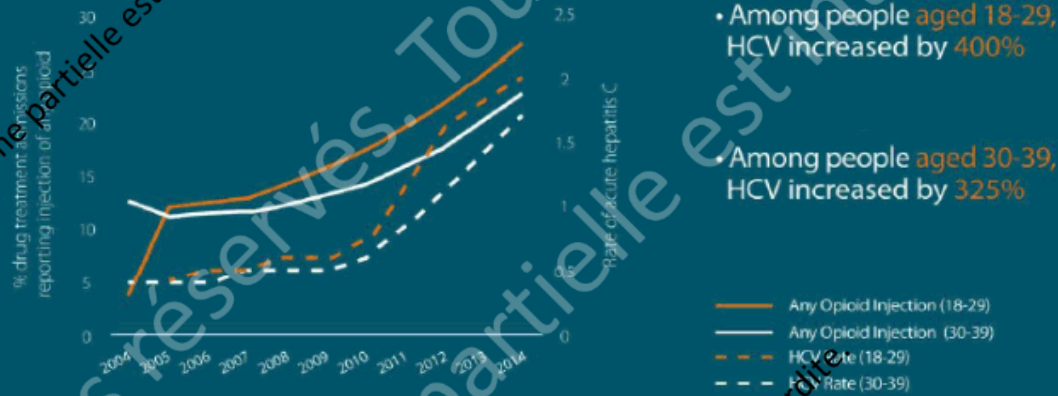 30
20
15
10
5
0
% drug treatment admissions
reporting injection of any opioid
2.5
2
1.5
1
0.5
0
Rate of acute hepatitis C
2004 2005 2006 2007 2008 2009 2010 2011 2012 2013 2014
• Among people aged 18-29,
HCV increased by 400%
• Among people aged 30-39,
HCV increased by 325%
Any Opioid Injection (18-29)
Any Opioid Injection (30-39)
HCV Rate (18-29)
HCV Rate (30-39)
réservés. Tou
partielle est
partielle est